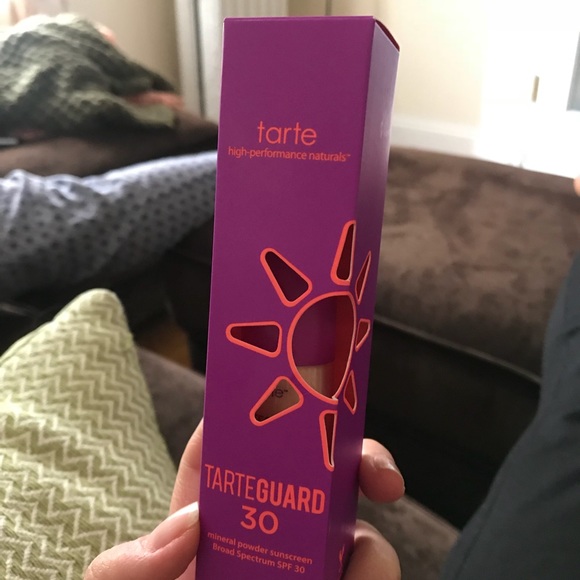 tarte
high-performance naturals™
TARTEGUARD
30
mineral powder sunscreen
Broad Spectrum SPF 30